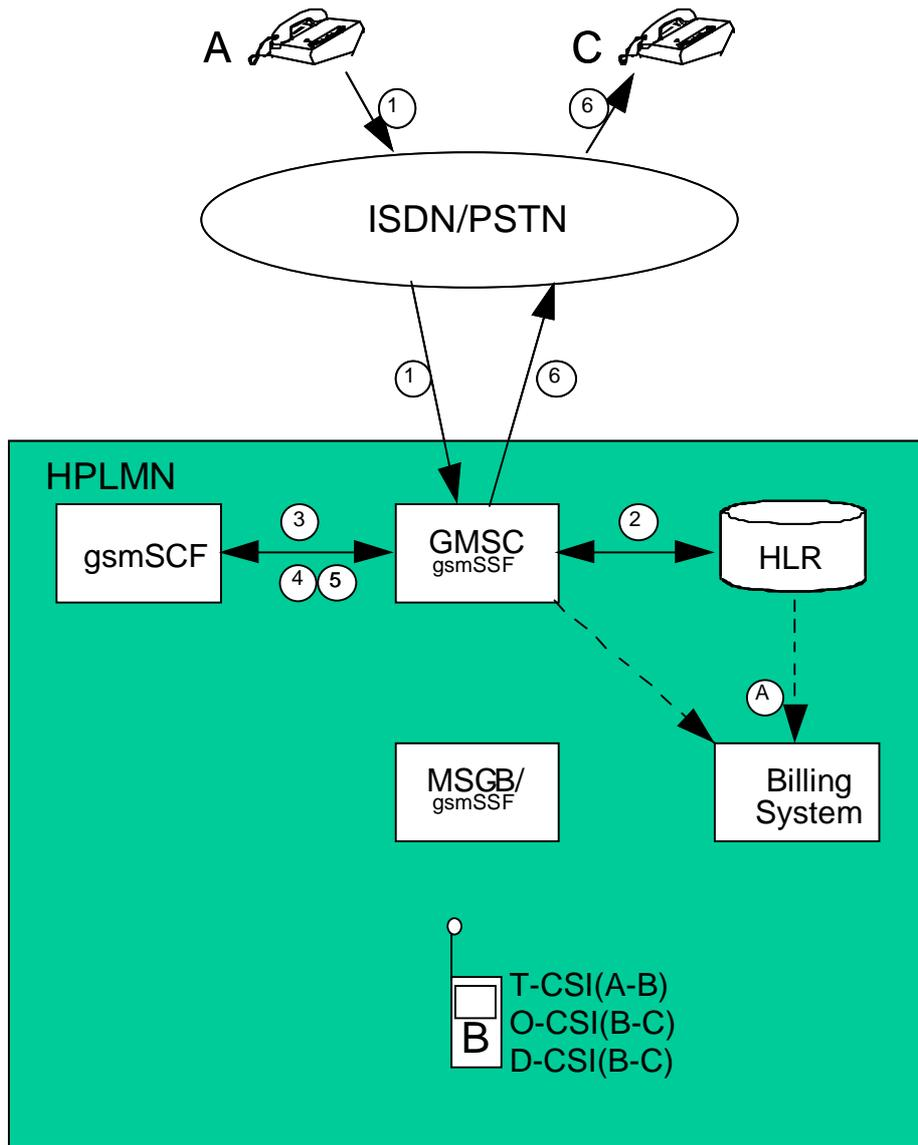 A
C
1
6
ISDN/PSTN
1
6
HPLMN
gsmSCF
3
4 5
GMSC
gsmSSF
2
HLR
A
MSGB/
gsmSSF
Billing
System
B
T-CSI(A-B)
O-CSI(B-C)
D-CSI(B-C)